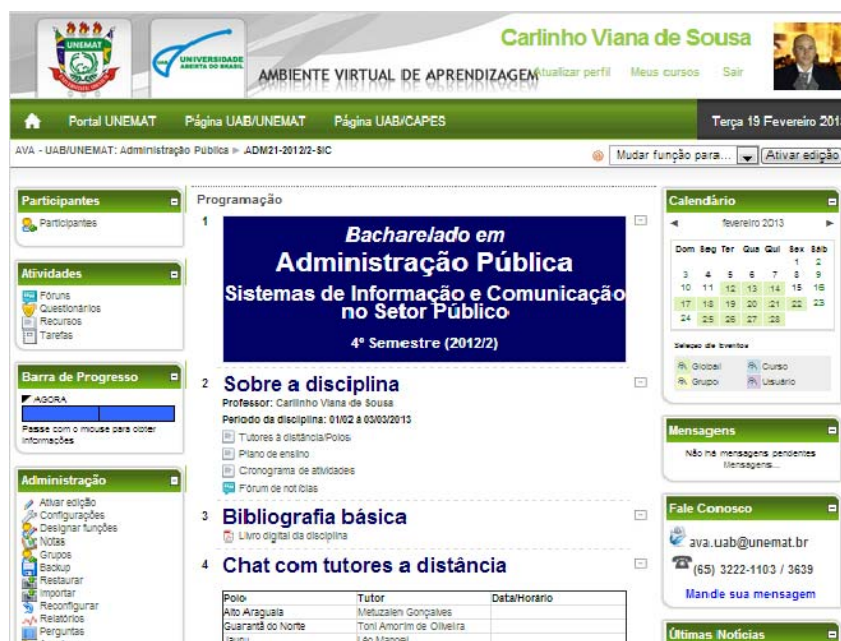 UNEMAT
UNIVERSIDADE
ABERTA DO BRASIL
AMBIENTE VIRTUAL DE APRENDIZAGEM
Carlinho Viana de Sousa
Atualizar perfil Meus cursos Sair
Portal UNEMAT Página UAB/UNEMAT Página UAB/CAPES Terça 19 Fevereiro 201
AVA - UAB/UNEMAT: Administração Pública ► ADM21-2012/2-SIC
Mudar função para... Ativar edição
Participantes
Participantes
Atividades
Fóruns
Questionários
Recursos
Tarefas
Barra de Progresso
AGORA
Passe com o mouse para obter
informações
Administração
Ativar edição
Configurações
Designar funções
Notas
Grupos
Backup
Restaurar
Importar
Reconfigurar
Relatórios
Perguntas
Programação
1
Bacharelado em
Administração Pública
Sistemas de Informação e Comunicação
no Setor Público
4º Semestre (2012/2)
2 Sobre a disciplina
Professor: Carlinho Viana de Sousa
Período da disciplina: 01/02 à 03/03/2013
Tutores à distância/Polos
Plano de ensino
Cronograma de atividades
Fórum de notícias
3 Bibliografia básica
Livro digital da disciplina
4 Chat com tutores a distância
Polo Tutor Data/Horário
Alto Araguaia Metuzalen Gonçalves
Guarantã do Norte Toni Amorim de Oliveira
Jauru Léo Manoel
Calendário
◄ fevereiro 2013 ►
Dom Seg Ter Qua Qui Sex Sáb
1 2
3 4 5 6 7 8 9
10 11 12 13 14 15 16
17 18 19 20 21 22 23
24 25 26 27 28
Seleção de Eventos
Global Curso
Grupo Usuário
Mensagens
Não há mensagens pendentes
Mensagens...
Fale Conosco
ava.uab@unemat.br
(65) 3222-1103 / 3639
Mande sua mensagem
Últimas Notícias